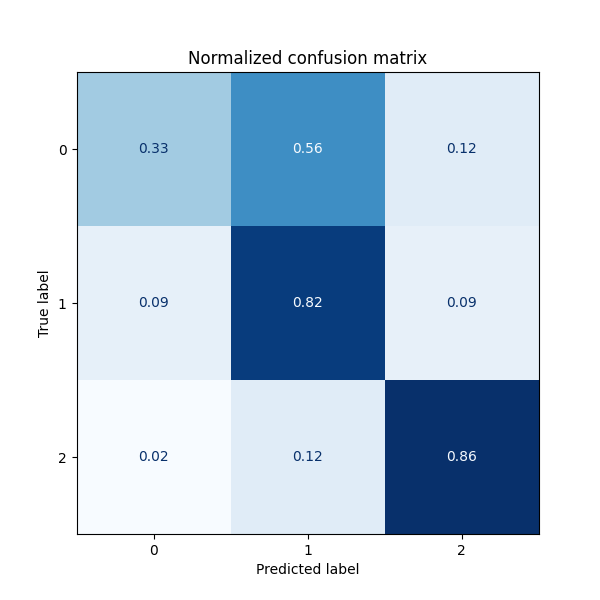 Normalized confusion matrix
True label
0
0.33 0.56 0.12
1
0.09 0.82 0.09
2
0.02 0.12 0.86
0 1 2
Predicted label